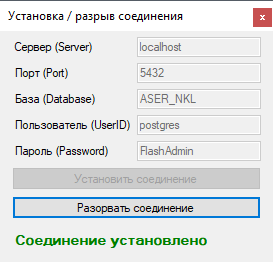 Установка / разрыв соединения
Сервер (Server) localhost
Порт (Port) 5432
База (Database) ASER_NKL
Пользователь (UserID) postgres
Пароль (Password) FlashAdmin
Установить соединение
Разорвать соединение
Соединение установлено